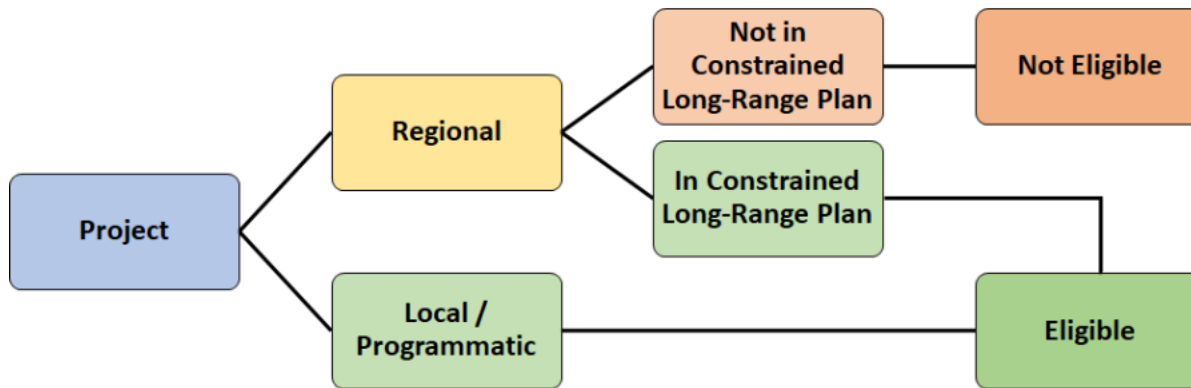 Project
Regional
Local /
Programmatic
Not in
Constrained
Long-Range Plan
In Constrained
Long-Range Plan
Not Eligible
Eligible